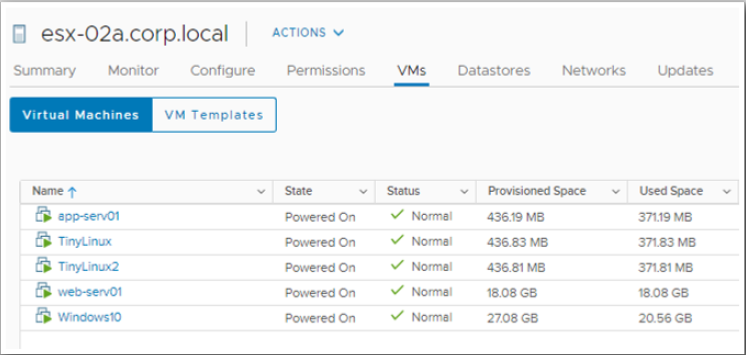 esx-02a.corp.local ACTIONS
Summary Monitor Configure Permissions VMs Datastores Networks Updates
Virtual Machines VM Templates
Name State Status Provisioned Space Used Space
app-serv01 Powered On Normal 436.19 MB 371.19 MB
TinyLinux Powered On Normal 436.83 MB 371.83 MB
TinyLinux2 Powered On Normal 436.81 MB 371.81 MB
web-serv01 Powered On Normal 18.08 GB 18.08 GB
Windows10 Powered On Normal 27.08 GB 20.56 GB